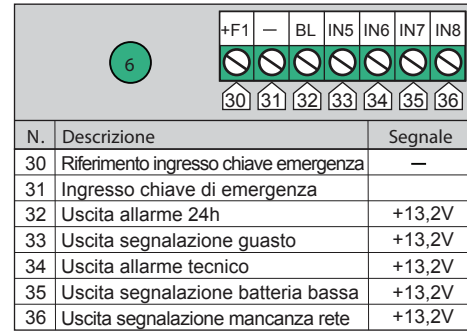 +F1 — BL IN5 IN6 IN7 IN8
6
30 31 32 33 34 35 36
N. Descrizione Segnale
30 Riferimento ingresso chiave emergenza —
31 Ingresso chiave di emergenza
32 Uscita allarme 24h +13,2V
33 Uscita segnalazione guasto +13,2V
34 Uscita allarme tecnico +13,2V
35 Uscita segnalazione batteria bassa +13,2V
36 Uscita segnalazione mancanza rete +13,2V